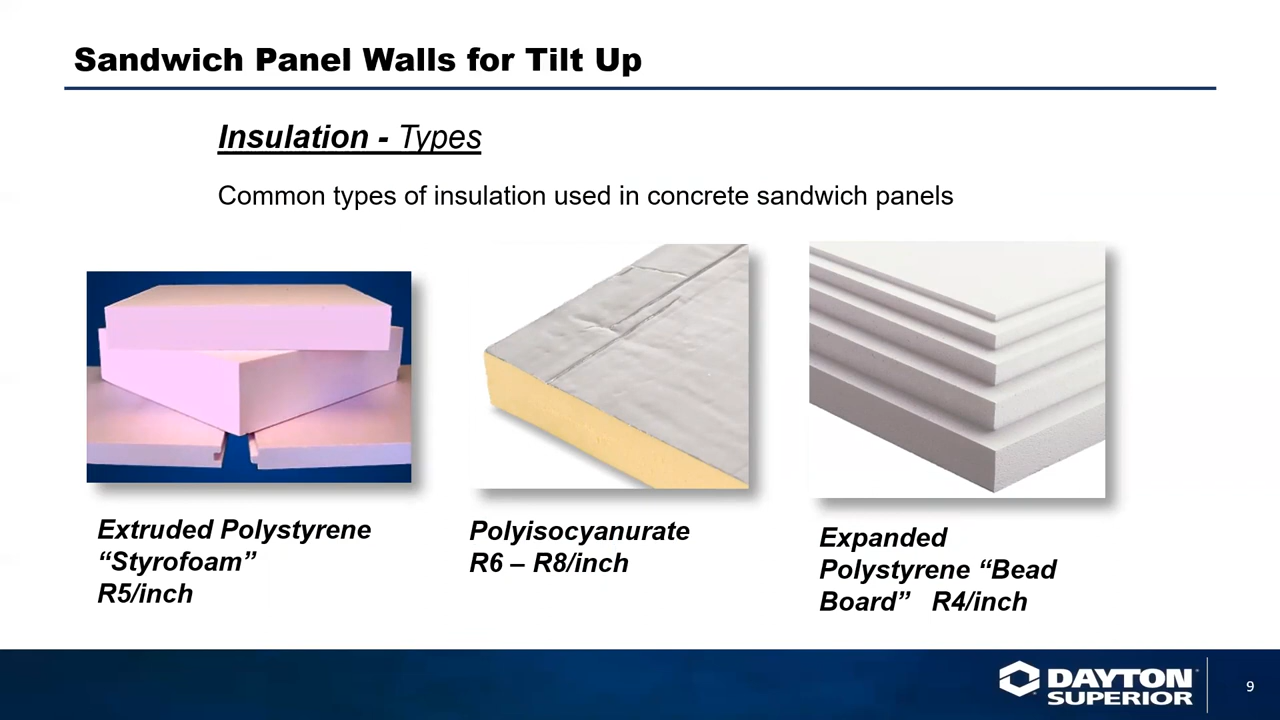 Sandwich Panel Walls for Tilt Up
Insulation - Types
Common types of insulation used in concrete sandwich panels
Extruded Polystyrene
“Styrofoam”
R5/inch
Polyisocyanurate
R6 – R8/inch
Expanded
Polystyrene “Bead
Board” R4/inch
DAYTON
SUPERIOR
9